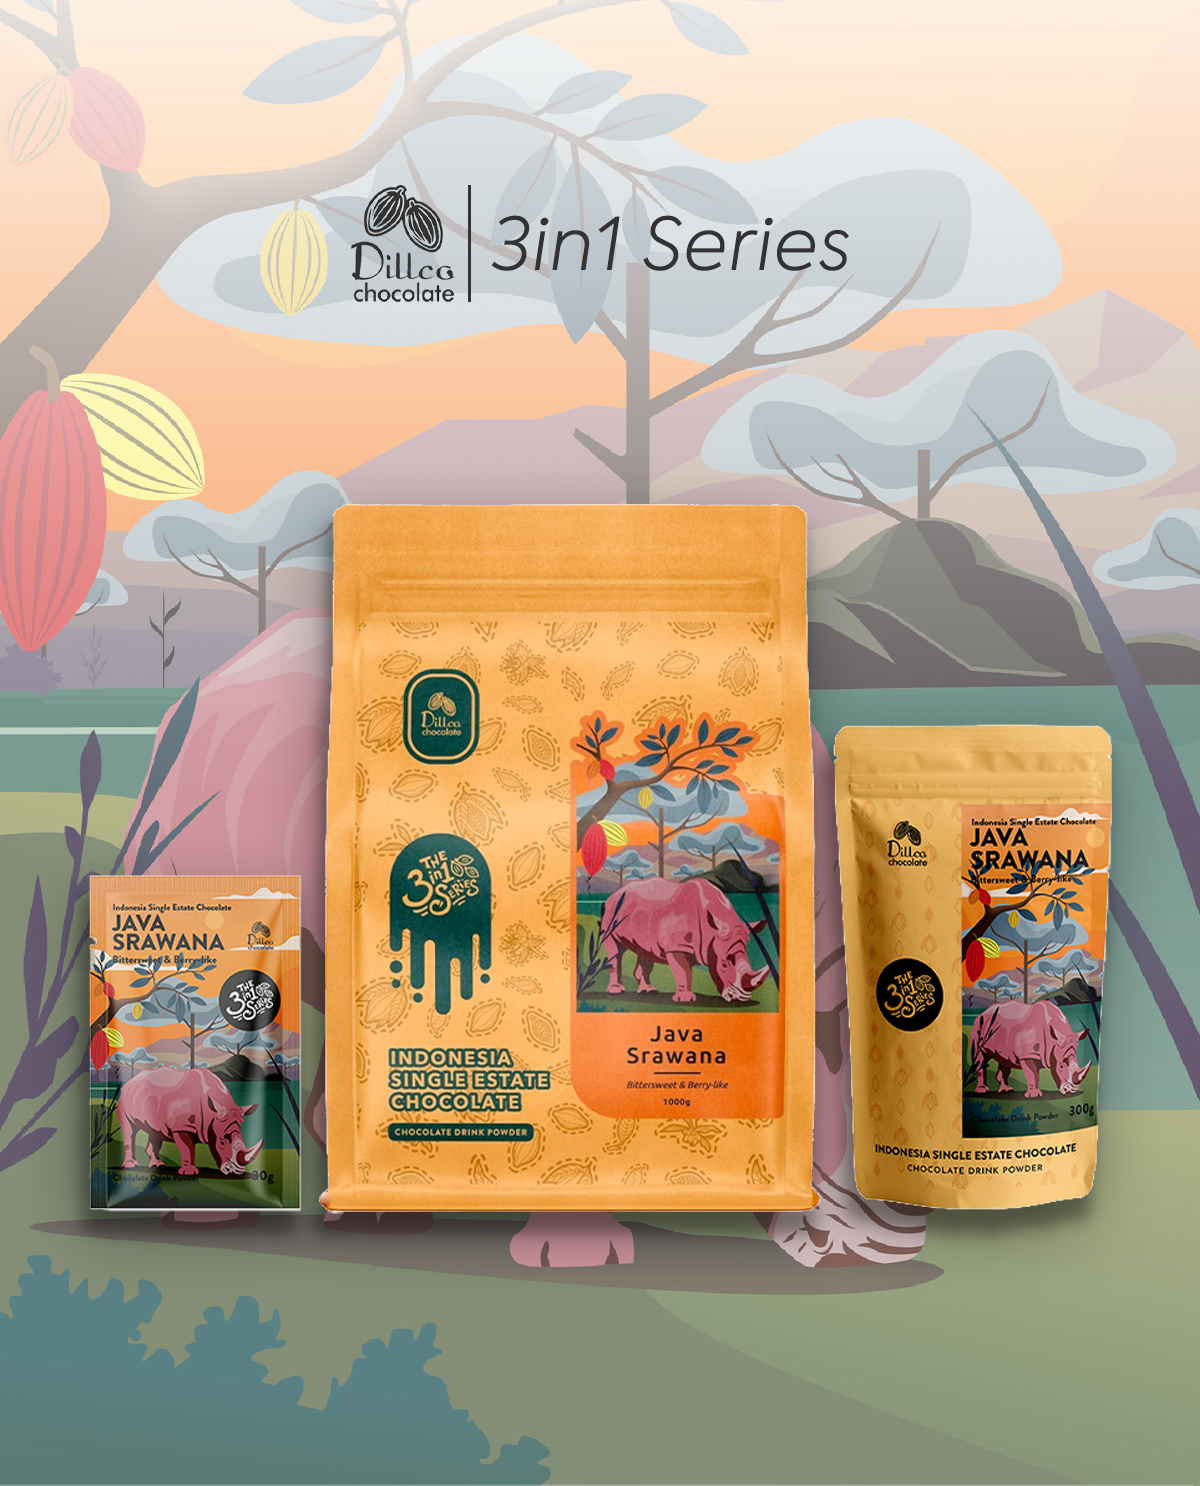 Dillco
chocolate
3in1 Series
Indonesia Single Estate Chocolate
JAVA
SRAWANA
Dillco
chocolate
Bittersweet & Berry-like
THE
3in1
SERIES
Chocolate Drink Powder
30g
Dillco
chocolate
THE
3in1
SERIES
INDONESIA
SINGLE ESTATE
CHOCOLATE
CHOCOLATE DRINK POWDER
Java
Srawana
Bittersweet & Berry-like
1000g
Dillco
chocolate
Indonesia Single Estate Chocolate
JAVA
SRAWANA
Bittersweet & Berry-like
THE
3in1
SERIES
Chocolate Drink Powder
300g
INDONESIA SINGLE ESTATE CHOCOLATE
CHOCOLATE DRINK POWDER